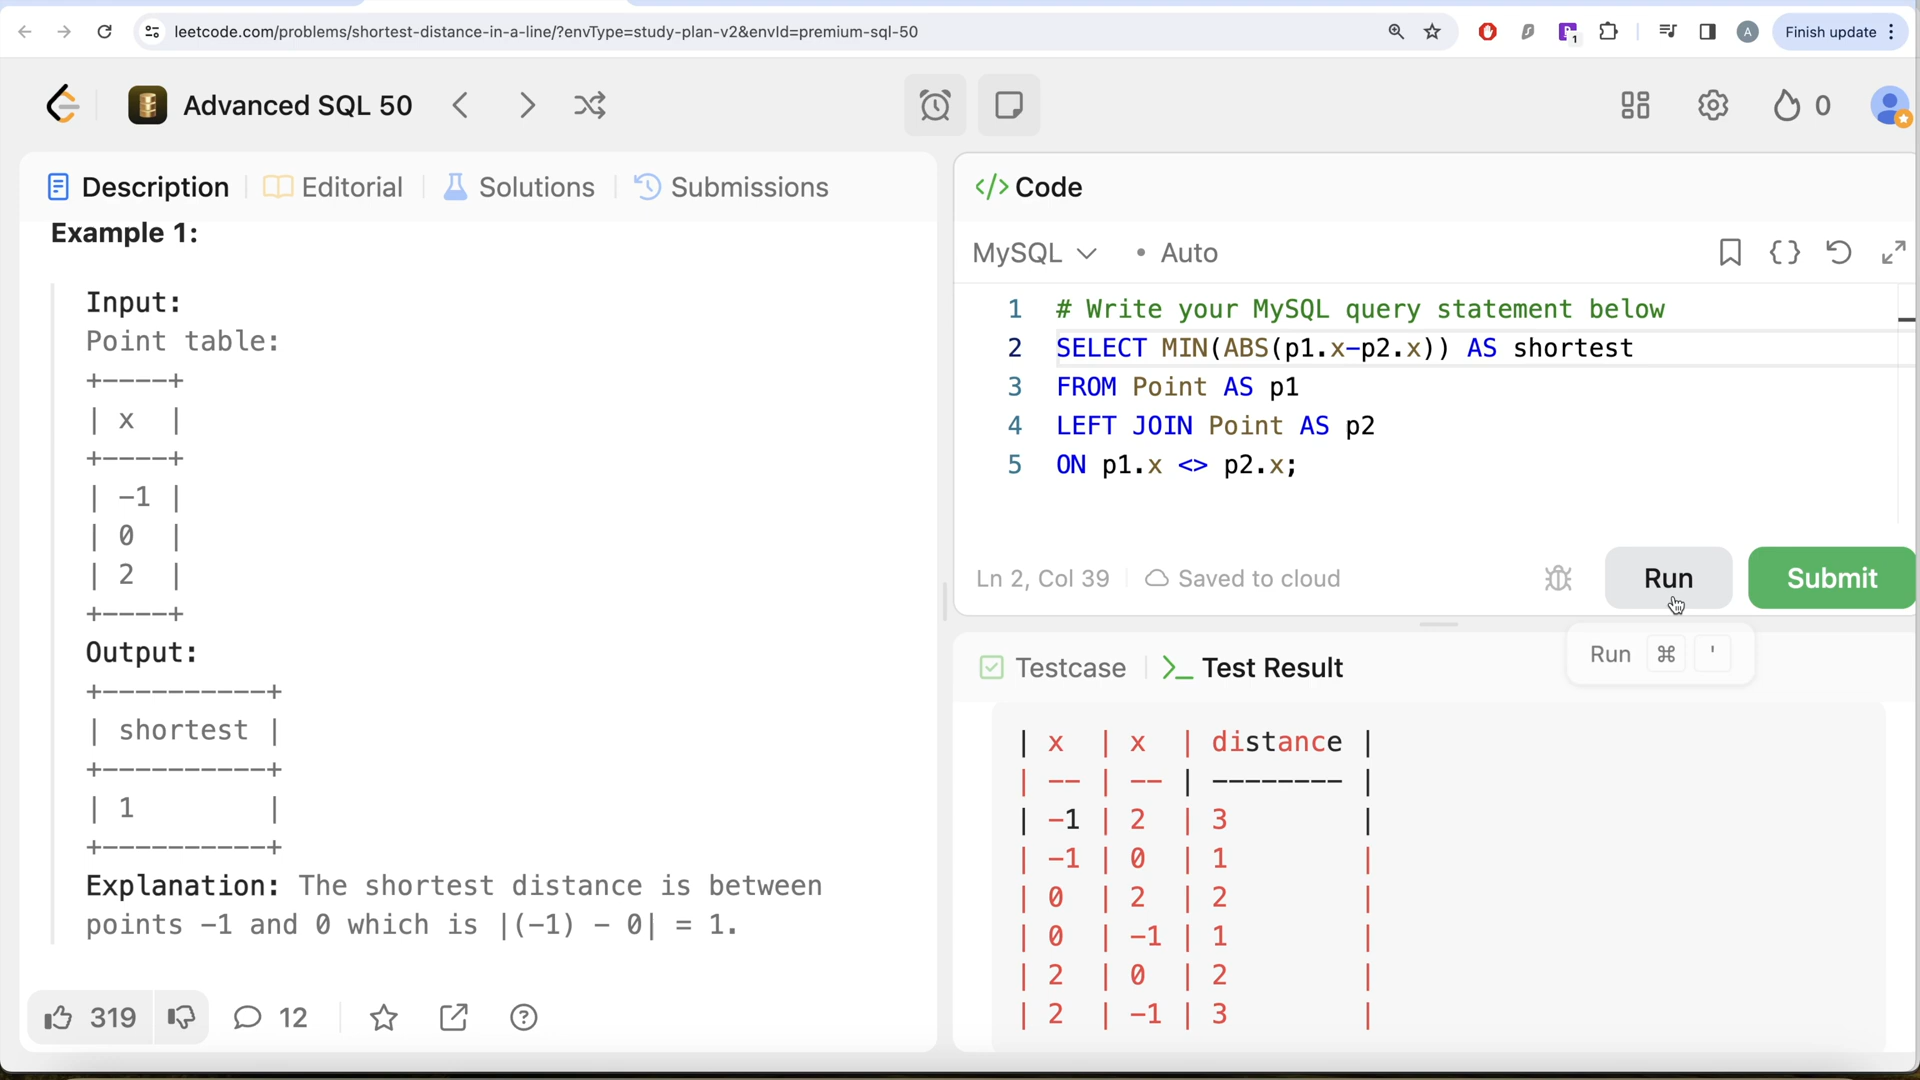 leetcode.com/problems/shortest-distance-in-a-line/?envType=study-plan-v2&envId=premium-sql-50
1
A
Finish update
Advanced SQL 50
0
Description
Editorial
Solutions
Submissions
Example 1:
Input:
Point table:
+----+
| x  |
+----+
| -1 |
| 0  |
| 2  |
+----+
Output:
+----------+
| shortest |
+----------+
| 1        |
+----------+
Explanation: The shortest distance is between
points -1 and 0 which is |(-1) - 0| = 1.
319
12
</> Code
MySQL
• Auto
1 # Write your MySQL query statement below
2 SELECT MIN(ABS(p1.x-p2.x)) AS shortest
3 FROM Point AS p1
4 LEFT JOIN Point AS p2
5 ON p1.x <> p2.x;
Ln 2, Col 39
Saved to cloud
Run
Submit
Run ⌘ '
Testcase
>_ Test Result
| x  | x  | distance |
| -- | -- | -------- |
| -1 | 2  | 3        |
| -1 | 0  | 1        |
| 0  | 2  | 2        |
| 0  | -1 | 1        |
| 2  | 0  | 2        |
| 2  | -1 | 3        |